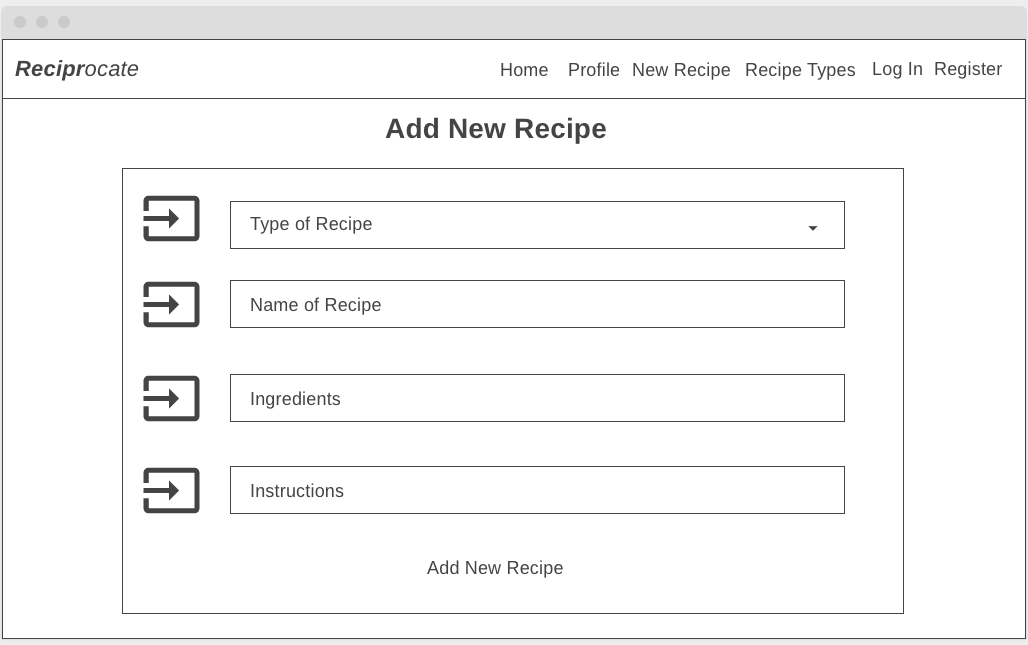 Reciprocate Home Profile New Recipe Recipe Types Log In Register
Add New Recipe
Type of Recipe
Name of Recipe
Ingredients
Instructions
Add New Recipe